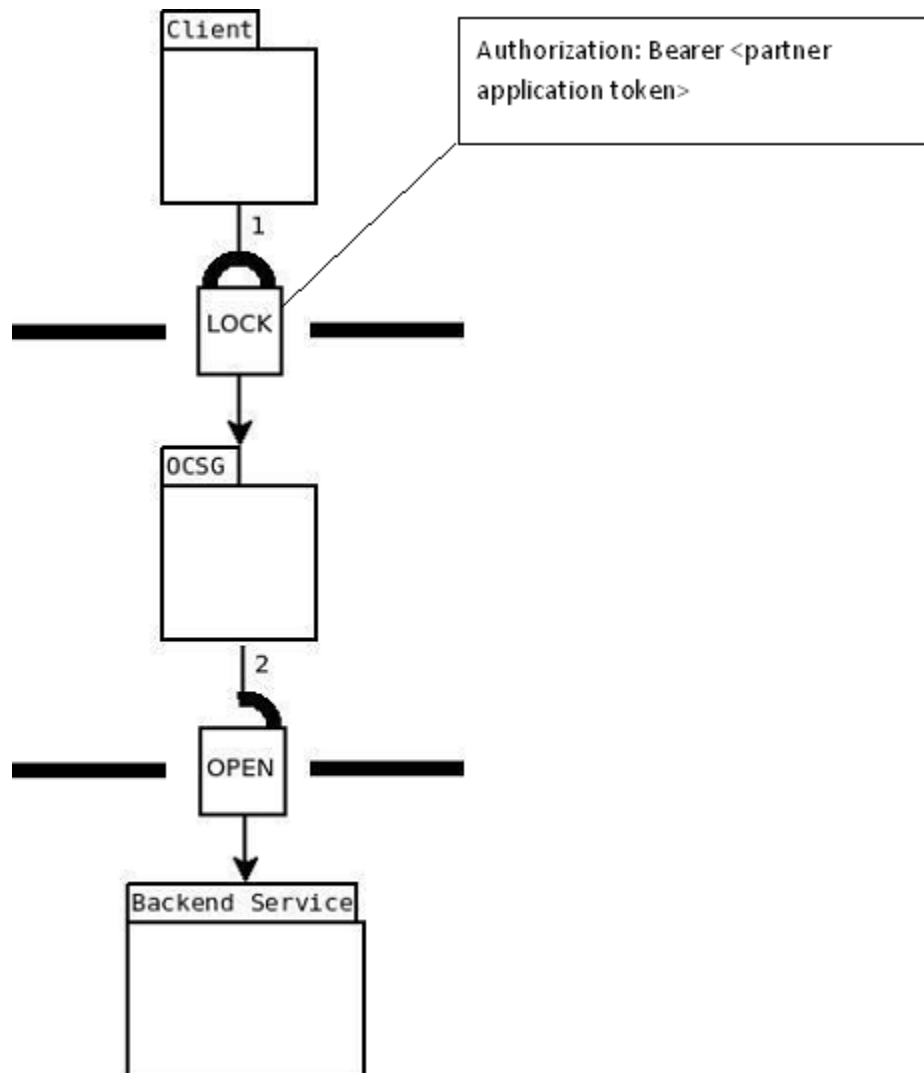 Client
Authorization: Bearer <partner
application token>
1
LOCK
OCSG
2
OPEN
Backend Service